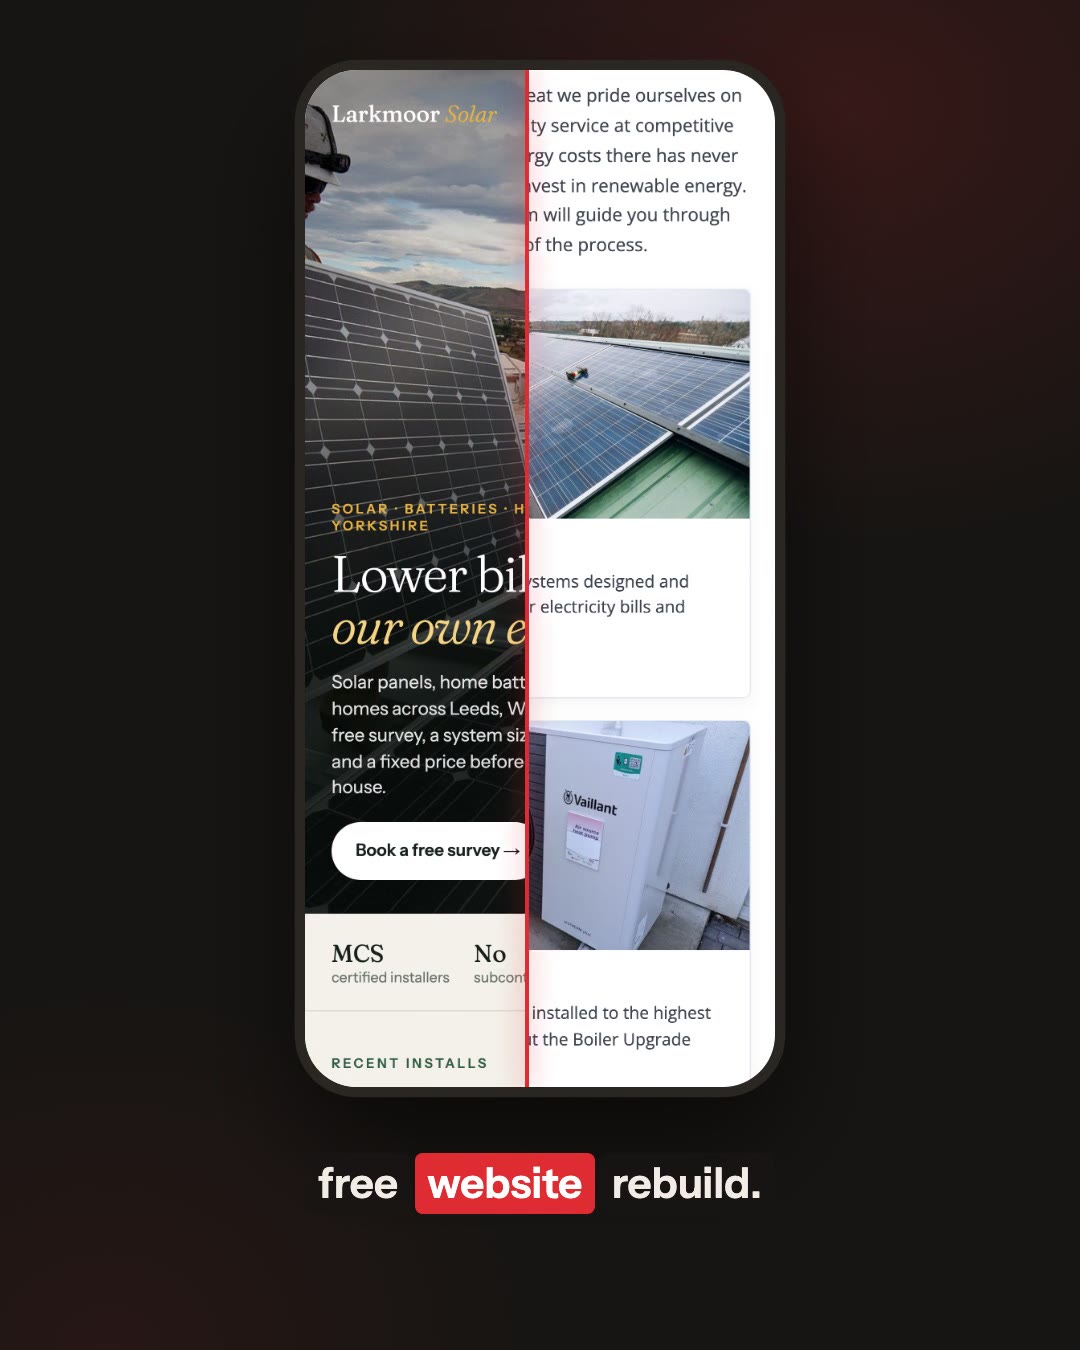 Larkmoor Solar
SOLAR · BATTERIES · H
YORKSHIRE
Lower bil
our own e
Solar panels, home batt
homes across Leeds, W
free survey, a system siz
and a fixed price before
house.
Book a free survey →
MCS
certified installers
No
subcont
RECENT INSTALLS
eat we pride ourselves on
ty service at competitive
rgy costs there has never
nvest in renewable energy.
m will guide you through
of the process.
ystems designed and
r electricity bills and
Vaillant
installed to the highest
ut the Boiler Upgrade
free website rebuild.